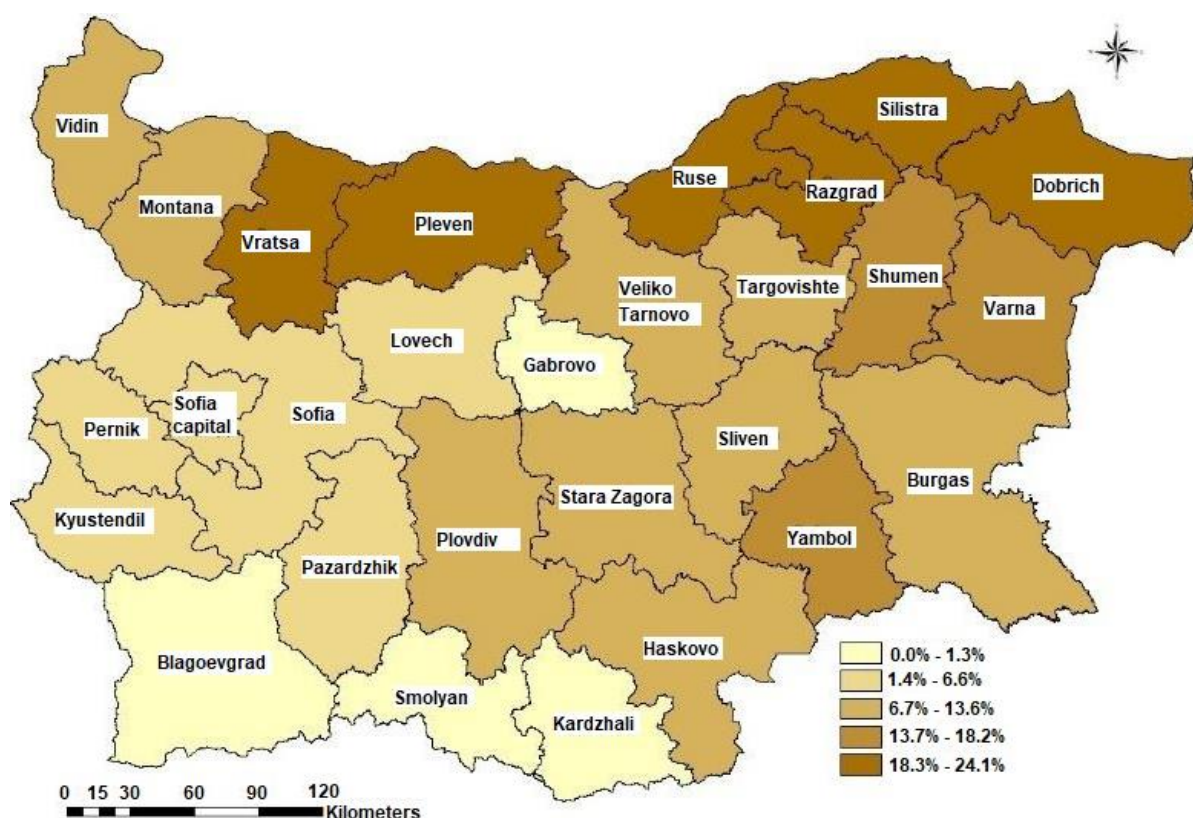 Vidin
Montana
Vratsa
Pleven
Ruse
Silistra
Razgrad
Dobrich
Shumen
Varna
Targovishte
Veliko
Tarnovo
Lovech
Gabrovo
Sofia
capital
Sofia
Pernik
Kyustendil
Pazardzhik
Plovdiv
Stara Zagora
Sliven
Yambol
Burgas
Blagoevgrad
Smolyan
Kardzhali
Haskovo
0.0% - 1.3%
1.4% - 6.6%
6.7% - 13.6%
13.7% - 18.2%
18.3% - 24.1%
0 15 30 60 90 120
Kilometers